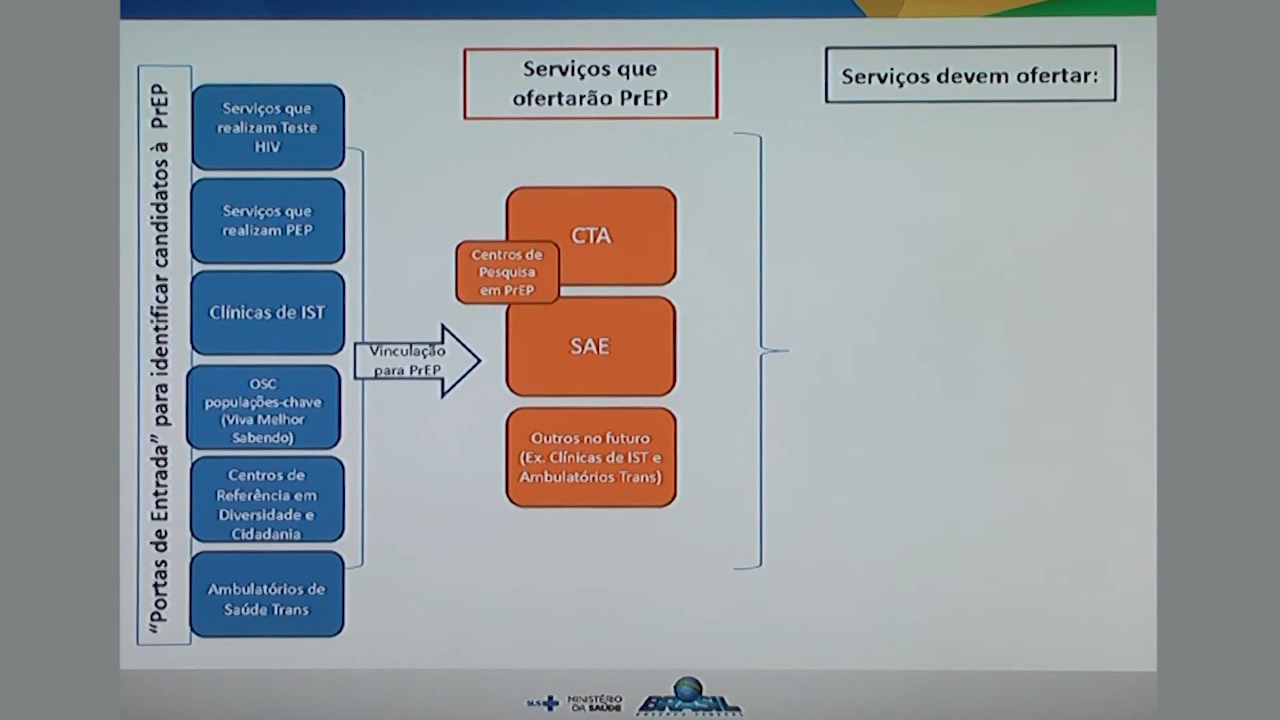 "Portas de Entrada" para identificar candidatos à PrEP
Serviços que
realizam Teste
HIV
Serviços que
realizam PEP
Clínicas de IST
OSC
populações-chave
(Viva Melhor
Sabendo)
Centros de
Referência em
Diversidade e
Cidadania
Ambulatórios de
Saúde Trans
Vinculação
para PrEP
Serviços que
ofertarão PrEP
CTA
Centros de
Pesquisa
em PrEP
SAE
Outros no futuro
(Ex. Clínicas de IST e
Ambulatórios Trans)
Serviços devem ofertar:
SUS
MINISTÉRIO
DA SAÚDE
BRASIL
GOVERNO FEDERAL